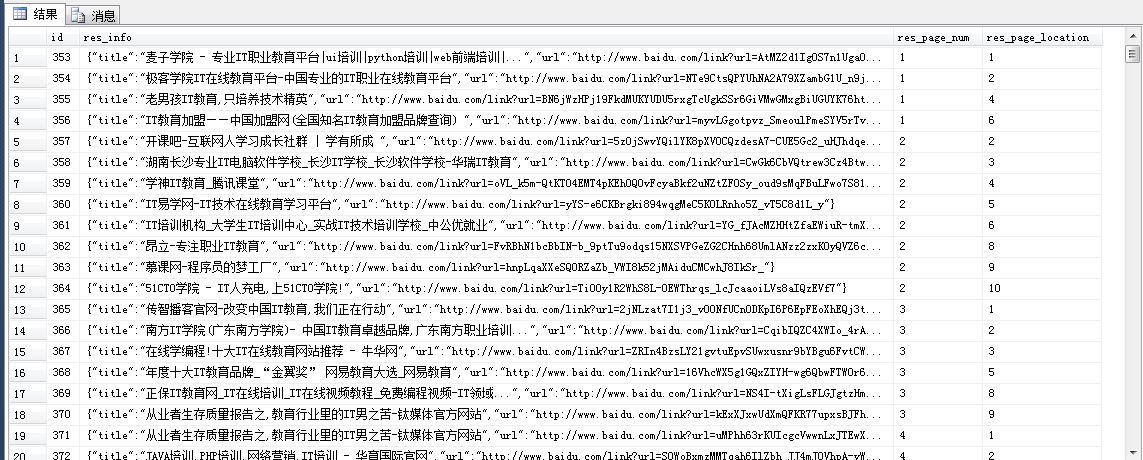 结果 消息
id res_info res_page_num res_page_location
1 353 {"title":"麦子学院 - 专业IT职业教育平台|ui培训|python培训|web前端培训|...","url":"http://www.baidu.com/link?url=AtMZ2d1IgOS7n1UgaO... 1 1
2 354 {"title":"极客学院IT在线教育平台-中国专业的IT职业在线教育平台","url":"http://www.baidu.com/link?url=NTe9CtsQPYUhNA2A79XZambG1U_n9j... 1 2
3 355 {"title":"老男孩IT教育,只培养技术精英","url":"http://www.baidu.com/link?url=BN6jWzHPj19FkdMUKYUDU5rxgTcUgkSSr6GiVMwGMxgBiUGUYK76ht... 1 4
4 356 {"title":"IT教育加盟——中国加盟网(全国知名IT教育加盟品牌查询) ","url":"http://www.baidu.com/link?url=myvLGgotpvz_SmeoulPmeSYV5rTv... 1 6
5 357 {"title":"开课吧-互联网人学习成长社群 | 学有所成 ","url":"http://www.baidu.com/link?url=5z0jSwvYQilYK8pXVOCQzdesA7-CUE5Gc2_uHJhdqe... 2 2
6 358 {"title":"湖南长沙专业IT电脑软件学校_长沙IT学校_长沙软件学校-华瑞IT教育","url":"http://www.baidu.com/link?url=CwGk6CbVQtrew3Cz4Btw... 2 3
7 359 {"title":"学神IT教育_腾讯课堂","url":"http://www.baidu.com/link?url=oVL_k5m-QtKT04EMT4pKEhOQ0vFcyaBkf2uNZtZFOSy_oud9sMqFBuLFwo7S81... 2 4
8 360 {"title":"IT易学网-IT技术在线教育学习平台","url":"http://www.baidu.com/link?url=yYS-e6CKBrgki894wqgMeC5KOLRnho5Z_vT5C8d1L_y"} 2 5
9 361 {"title":"IT培训机构_大学生IT培训中心_实战IT技术培训学校_中公优就业","url":"http://www.baidu.com/link?url=YG_fJAcMZHHtZfaEWiuR-tmX... 2 6
10 362 {"title":"昂立-专注职业IT教育","url":"http://www.baidu.com/link?url=FvRBhN1bcBbIN-b_9ptTu9odqs15NXSVPGeZG2CHnh68UmlANzz2zxKOyQVZ6c... 2 8
11 363 {"title":"慕课网-程序员的梦工厂","url":"http://www.baidu.com/link?url=hnpLqaXXeSQORZaZb_VWI8k52jMAiduCMCwhJ8IkSr_"} 2 9
12 364 {"title":"51CTO学院 - IT人充电,上51CTO学院!","url":"http://www.baidu.com/link?url=TiO0y1R2WhS8L-OEWThrqs_lcJcaaoiLVs8aIQzEVf7"} 2 10
13 365 {"title":"传智播客官网-改变中国IT教育,我们正在行动","url":"http://www.baidu.com/link?url=2jNLzat7I1j3_vOONfUCnODKpI6P6EpFEoXhEQj3t... 3 1
14 366 {"title":"南方IT学院(广东南方学院)- 中国IT教育卓越品牌,广东南方职业培训...","url":"http://www.baidu.com/link?url=CqibIQZC4XWIo_4rA... 3 2
15 367 {"title":"在线学编程!十大IT在线教育网站推荐 - 牛华网","url":"http://www.baidu.com/link?url=ZRIn4BzsLY21gvtuEpvSUwxusnr9bYBgu6FvtCW... 3 3
16 368 {"title":"年度十大IT教育品牌_“金翼奖” 网易教育大选_网易教育","url":"http://www.baidu.com/link?url=16VhcWX5g1GQxZIYH-wg6QbwFTW0r6... 3 5
17 369 {"title":"正保IT教育网_IT在线培训_IT在线视频教程_免费编程视频-IT领域...","url":"http://www.baidu.com/link?url=NS4I-tXigLsFLGJgtzHm... 3 8
18 370 {"title":"从业者生存质量报告之,教育行业里的IT男之苦-钛媒体官方网站","url":"http://www.baidu.com/link?url=kExXJxwUdXmQFKR77upxsBJFh... 3 9
19 371 {"title":"从业者生存质量报告之,教育行业里的IT男之苦-钛媒体官方网站","url":"http://www.baidu.com/link?url=uMPhh63rKUIcgcVwwnLxJTEwX... 4 1
20 372 {"title":"JAVA培训,PHP培训,网络营销,IT培训 - 华育国际官网","url":"http://www.baidu.com/link?url= 4 2